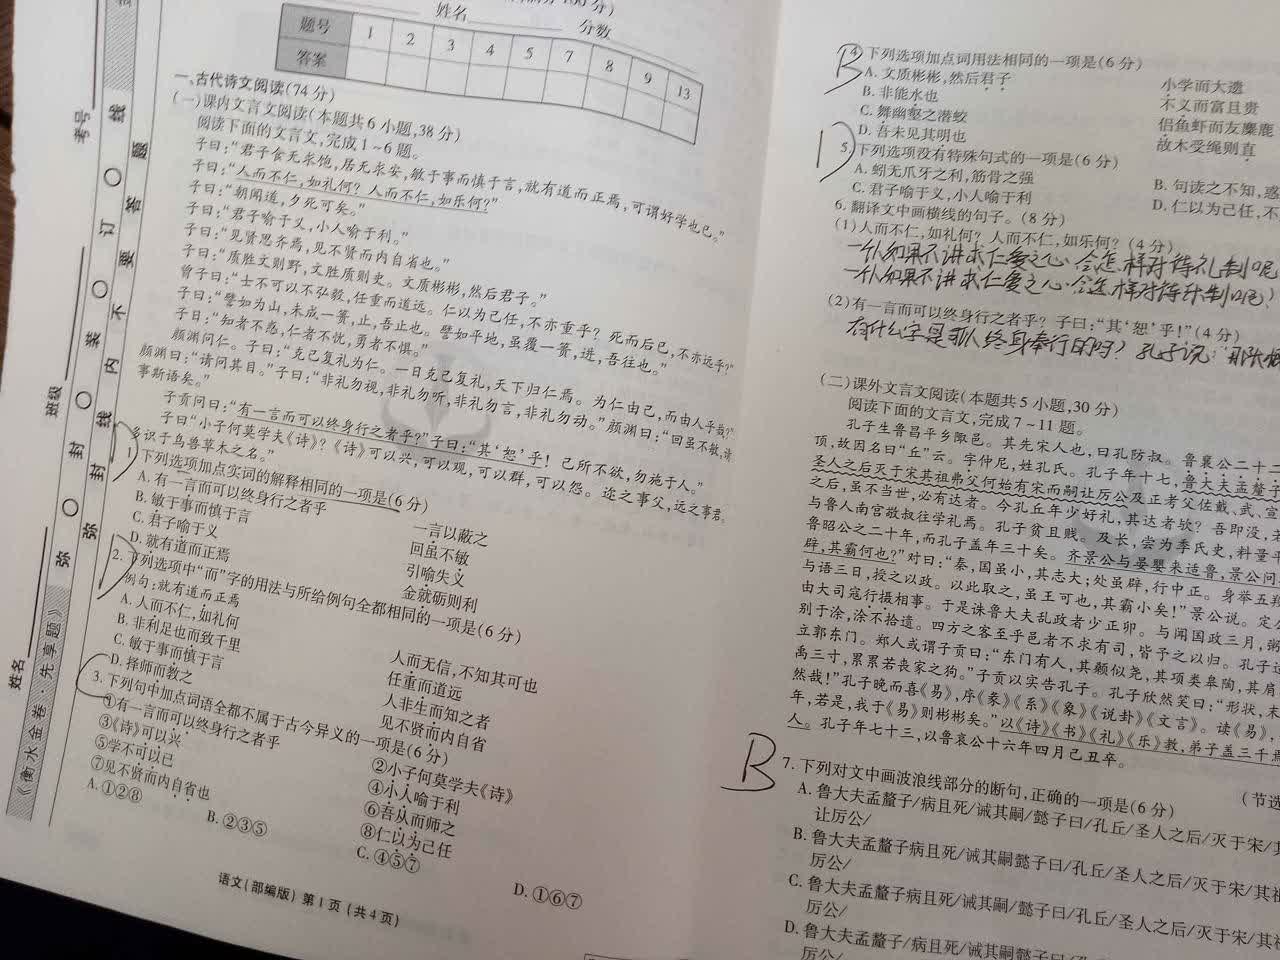 姓名
分数
题号 1 2 3 4 5 7 8 9 13
答案
一、古代诗文阅读(74分)
(一)课内文言文阅读(本题共6小题,38分)
阅读下面的文言文,完成1~6题。
子曰:“君子食无求饱,居无求安,敏于事而慎于言,就有道而正焉,可谓好学也已。”
子曰:“人而不仁,如礼何?人而不仁,如乐何?”
子曰:“朝闻道,夕死可矣。”
子曰:“君子喻于义,小人喻于利。”
子曰:“见贤思齐焉,见不贤而内自省也。”
子曰:“质胜文则野,文胜质则史。文质彬彬,然后君子。”
曾子曰:“士不可以不弘毅,任重而道远。仁以为己任,不亦重乎?死而后已,不亦远乎?”
子曰:“譬如为山,未成一篑,止,吾止也。譬如平地,虽覆一篑,进,吾往也。”
子曰:“知者不惑,仁者不忧,勇者不惧。”
颜渊问仁。子曰:“克己复礼为仁。一日克己复礼,天下归仁焉。为仁由己,而由人乎哉?”
颜渊曰:“请问其目。”子曰:“非礼勿视,非礼勿听,非礼勿言,非礼勿动。”颜渊曰:“回虽不敏,请
事斯语矣。”
子贡问曰:“有一言而可以终身行之者乎?”子曰:“其‘恕’乎!己所不欲,勿施于人。”
子曰“小子何莫学夫《诗》?《诗》可以兴,可以观,可以群,可以怨。迩之事父,远之事君。
多识于鸟兽草木之名。”
1.下列选项加点实词的解释相同的一项是(6分)
A.有一言而可以终身行之者乎 一言以蔽之
B.敏于事而慎于言 回虽不敏
C.君子喻于义 引喻失义
D.就有道而正焉 金就砺则利
2.下列选项中“而”字的用法与所给例句全都相同的一项是(6分)
例句:就有道而正焉
A.人而不仁,如礼何 人而无信,不知其可也
B.非利足也而致千里 任重而道远
C.敏于事而慎于言 人非生而知之者
D.择师而教之 见不贤而内自省
3.下列句中加点词语全都不属于古今异义的一项是(6分)
①有一言而可以终身行之者乎 ②小子何莫学夫《诗》
③《诗》可以兴 ④小人喻于利
⑤学不可以已 ⑥吾从而师之
⑦见不贤而内自省也 ⑧仁以为己任
A.①②⑧ B.②③⑤ C.④⑤⑦ D.①⑥⑦
语文(部编版) 第1页(共4页)
考号
班级
姓名
弥 封 线 内 不 要 答 题
弥 封 装 订 线
《衡水金卷·先享题》
B
4.下列选项加点词用法相同的一项是(6分)
A.文质彬彬,然后君子 小学而大遗
B.非能水也 不义而富且贵
C.舞幽壑之潜蛟 侣鱼虾而友麋鹿
D.吾未见其明也 故木受绳则直
D
5.下列选项没有特殊句式的一项是(6分)
A.蚓无爪牙之利,筋骨之强 B.句读之不知,惑
C.君子喻于义,小人喻于利 D.仁以为己任,不
6.翻译文中画横线的句子。(8分)
(1)人而不仁,如礼何?人而不仁,如乐何?(4分)
一个人如果不讲求仁爱之心,会怎样对待礼制呢
一个人如果不讲求仁爱之心,会怎样对待乐制呢?
(2)有一言而可以终身行之者乎?子曰:“其‘恕’乎!”(4分)
有什么字是可以终身奉行的吗?孔子说:那
(二)课外文言文阅读(本题共5小题,30分)
阅读下面的文言文,完成7~11题。
孔子生鲁昌平乡陬邑。其先宋人也,曰孔防叔。鲁襄公二十二
顶,故因名曰“丘”云。字仲尼,姓孔氏。孔子年十七,鲁大夫孟釐子
圣人之后灭于宋其祖弗父何始有宋而嗣让厉公及正考父佐戴、武、宣
之后,虽不当世,必有达者。今孔丘年少好礼,其达者欤?吾即没,若
与鲁人南宫敬叔往学礼焉。孔子贫且贱。及长,尝为季氏史,料量平
鲁昭公之二十年,而孔子盖年三十矣。齐景公与晏婴来适鲁,景公问
辟,其霸何也?”对曰:“秦,国虽小,其志大;处虽辟,行中正。身举五羖
与语三日,授之以政。以此取之,虽王可也,其霸小矣!”景公说。定公
由大司寇行摄相事。于是诛鲁大夫乱政者少正卯。与闻国政三月,粥
别于涂,涂不拾遗。四方之客至乎邑者不求有司,皆予之以归。孔子适
立郭东门。郑人或谓子贡曰:“东门有人,其颡似尧,其项类皋陶,其肩
禹三寸,累累若丧家之狗。”子贡以实告孔子。孔子欣然笑曰:“形状,末
然哉!”孔子晚而喜《易》,序《彖》《系》《象》《说卦》《文言》。读《易》,
年,若是,我于《易》则彬彬矣。”以《诗》《书》《礼》《乐》教,弟子盖三千焉
人。孔子年七十三,以鲁哀公十六年四月己丑卒。
(节选
B
7.下列对文中画波浪线部分的断句,正确的一项是(6分)
A.鲁大夫孟釐子/病且死/诫其嗣/懿子曰/孔丘/圣人之后/灭于宋/其
让厉公/
B.鲁大夫孟釐子病且死/诫其嗣懿子曰/孔丘/圣人之后/灭于宋/其祖
厉公/
C.鲁大夫孟釐子病且死/诫其嗣/懿子曰/孔丘/圣人之后/灭于宋/其祖
厉公/
D.鲁大夫孟釐子/病且死/诫其嗣懿子曰/孔
厉公/